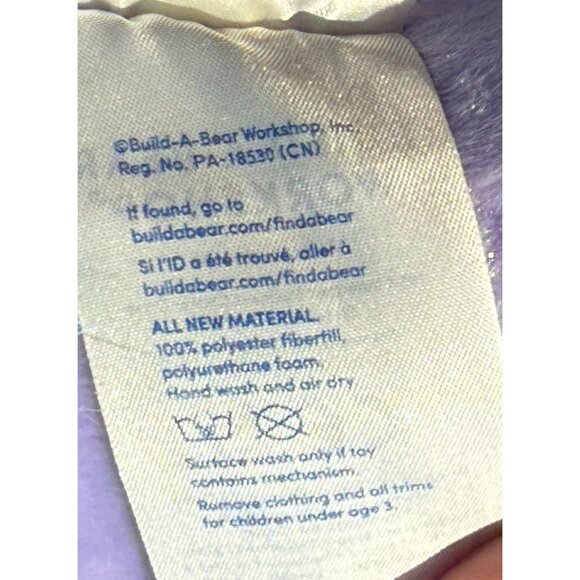 ©Build-A-Bear Workshop, Inc.
Reg. No. PA-18530 (CN)
If found, go to
buildabear.com/findabear
Si l'ID a été trouvé, aller à
buildabear.com/findabear
ALL NEW MATERIAL.
100% polyester fiberfill,
polyurethane foam.
Hand wash and air dry
Surface wash only if toy
contains mechanism.
Remove clothing and all trims
for children under age 3.